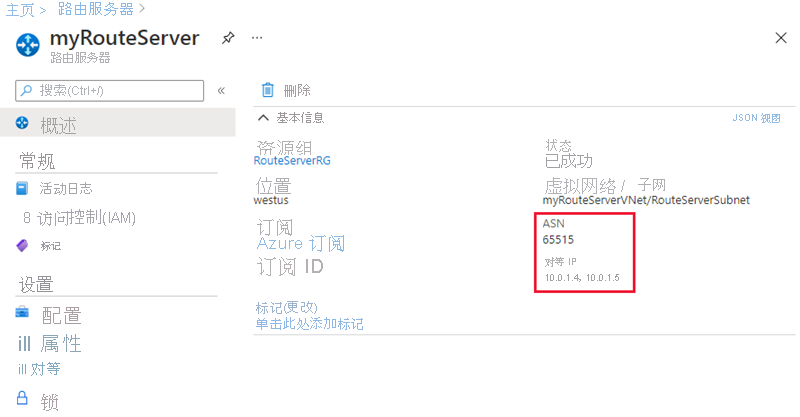 主页 > 路由服务器 >
myRouteServer
...
路由服务器
搜索(Ctrl+/)
«
概述
常规
活动日志
8 访问控制(IAM)
标记
设置
配置
ill 属性
ill 对等
锁
删除
基本信息
JSON 视图
资源组
RouteServerRG
位置
westus
订阅
Azure 订阅
订阅 ID
标记(更改)
单击此处添加标记
状态
已成功
虚拟网络 / 子网
myRouteServerVNet/RouteServerSubnet
ASN
65515
对等 IP
10.0.1.4, 10.0.1.5